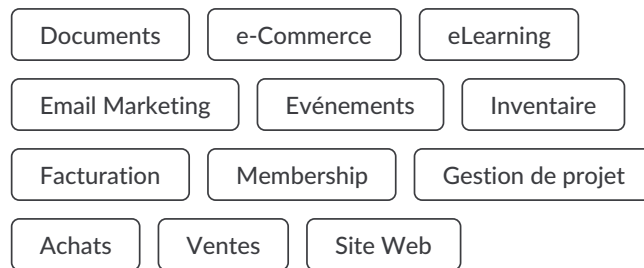 Documents e-Commerce eLearning
Email Marketing Evénements Inventaire
Facturation Membership Gestion de projet
Achats Ventes Site Web